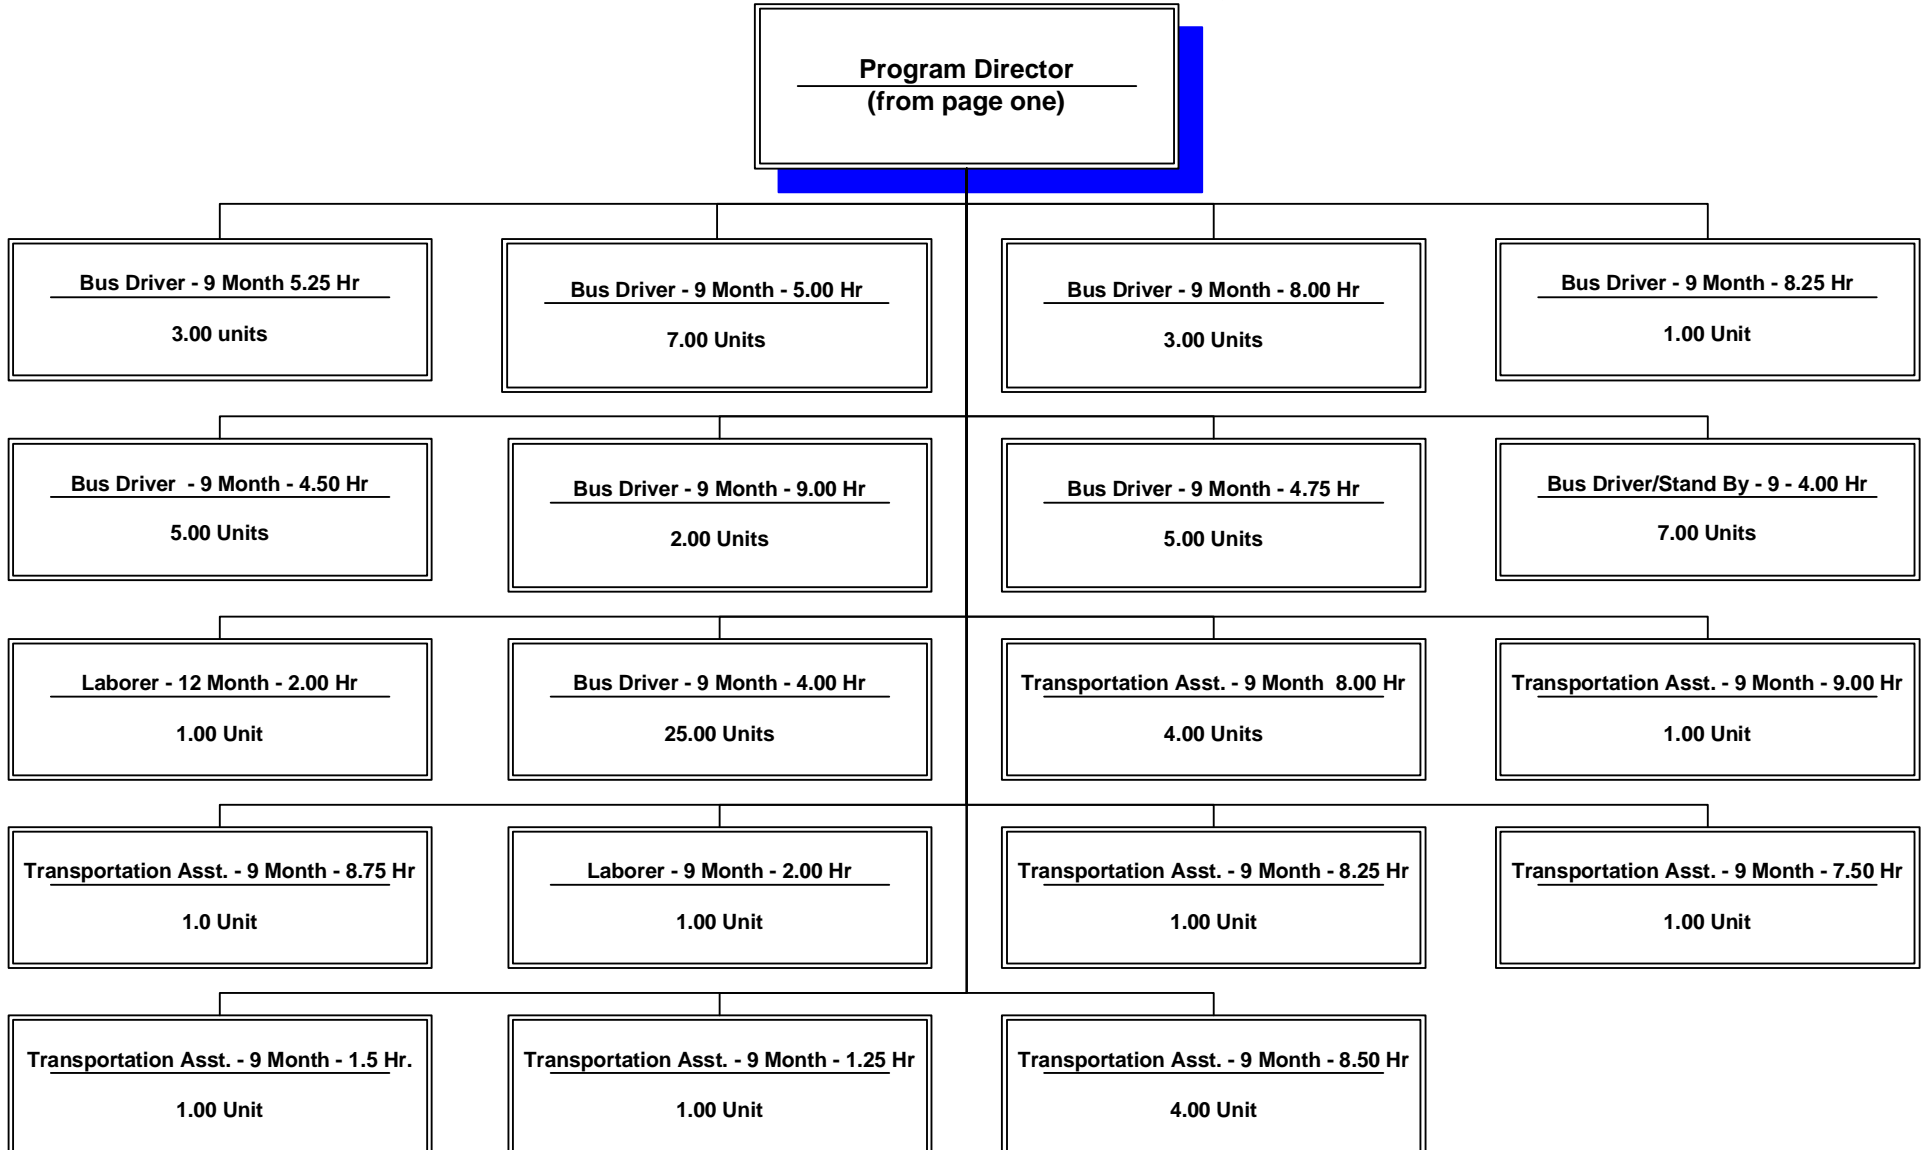 Program Director
(from page one)
Bus Driver - 9 Month 5.25 Hr
3.00 units
Bus Driver - 9 Month - 5.00 Hr
7.00 Units
Bus Driver - 9 Month - 8.00 Hr
3.00 Units
Bus Driver - 9 Month - 8.25 Hr
1.00 Unit
Bus Driver  - 9 Month - 4.50 Hr
5.00 Units
Bus Driver - 9 Month - 9.00 Hr
2.00 Units
Bus Driver - 9 Month - 4.75 Hr
5.00 Units
Bus Driver/Stand By - 9 - 4.00 Hr
7.00 Units
Laborer - 12 Month - 2.00 Hr
1.00 Unit
Bus Driver - 9 Month - 4.00 Hr
25.00 Units
Transportation Asst. - 9 Month  8.00 Hr
4.00 Units
Transportation Asst. - 9 Month - 9.00 Hr
1.00 Unit
Transportation Asst. - 9 Month - 8.75 Hr
1.0 Unit
Laborer - 9 Month - 2.00 Hr
1.00 Unit
Transportation Asst. - 9 Month - 8.25 Hr
1.00 Unit
Transportation Asst. - 9 Month - 7.50 Hr
1.00 Unit
Transportation Asst. - 9 Month - 1.5 Hr.
1.00 Unit
Transportation Asst. - 9 Month - 1.25 Hr
1.00 Unit
Transportation Asst. - 9 Month - 8.50 Hr
4.00 Unit